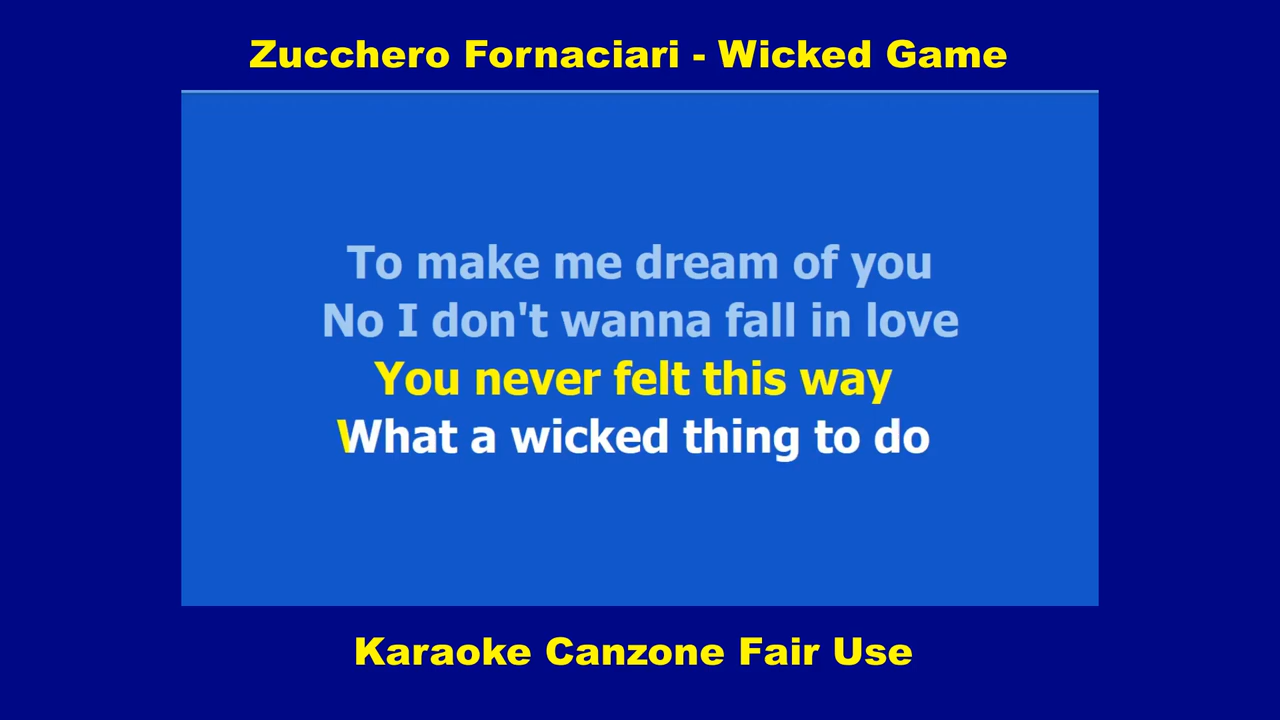 Zucchero Fornaciari - Wicked Game
To make me dream of you
No I don't wanna fall in love
You never felt this way
What a wicked thing to do
Karaoke Canzone Fair Use